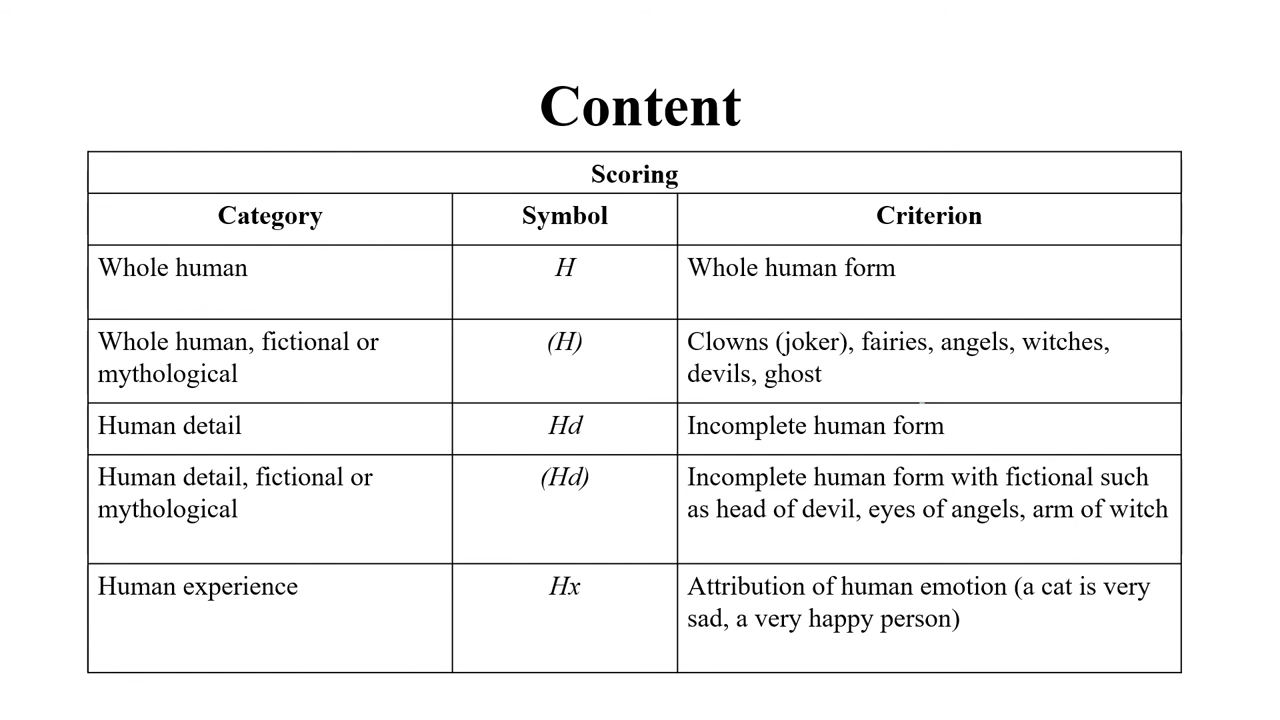 Content
Scoring
Category Symbol Criterion
Whole human H Whole human form
Whole human, fictional or (H) Clowns (joker), fairies, angels, witches,
mythological devils, ghost
Human detail Hd Incomplete human form
Human detail, fictional or (Hd) Incomplete human form with fictional such
mythological as head of devil, eyes of angels, arm of witch
Human experience Hx Attribution of human emotion (a cat is very
sad, a very happy person)